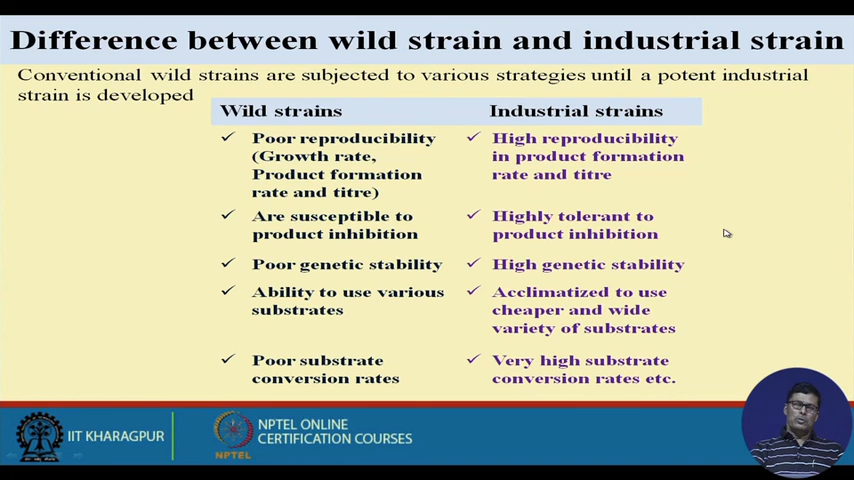 Difference between wild strain and industrial strain
Conventional wild strains are subjected to various strategies until a potent industrial
strain is developed
Wild strains
Industrial strains
✓ Poor reproducibility
(Growth rate,
Product formation
rate and titre)
✓ High reproducibility
in product formation
rate and titre
✓ Are susceptible to
product inhibition
✓ Highly tolerant to
product inhibition
✓ Poor genetic stability
✓ High genetic stability
✓ Ability to use various
substrates
✓ Acclimatized to use
cheaper and wide
variety of substrates
✓ Poor substrate
conversion rates
✓ Very high substrate
conversion rates etc.
IIT KHARAGPUR
NPTEL
NPTEL ONLINE
CERTIFICATION COURSES